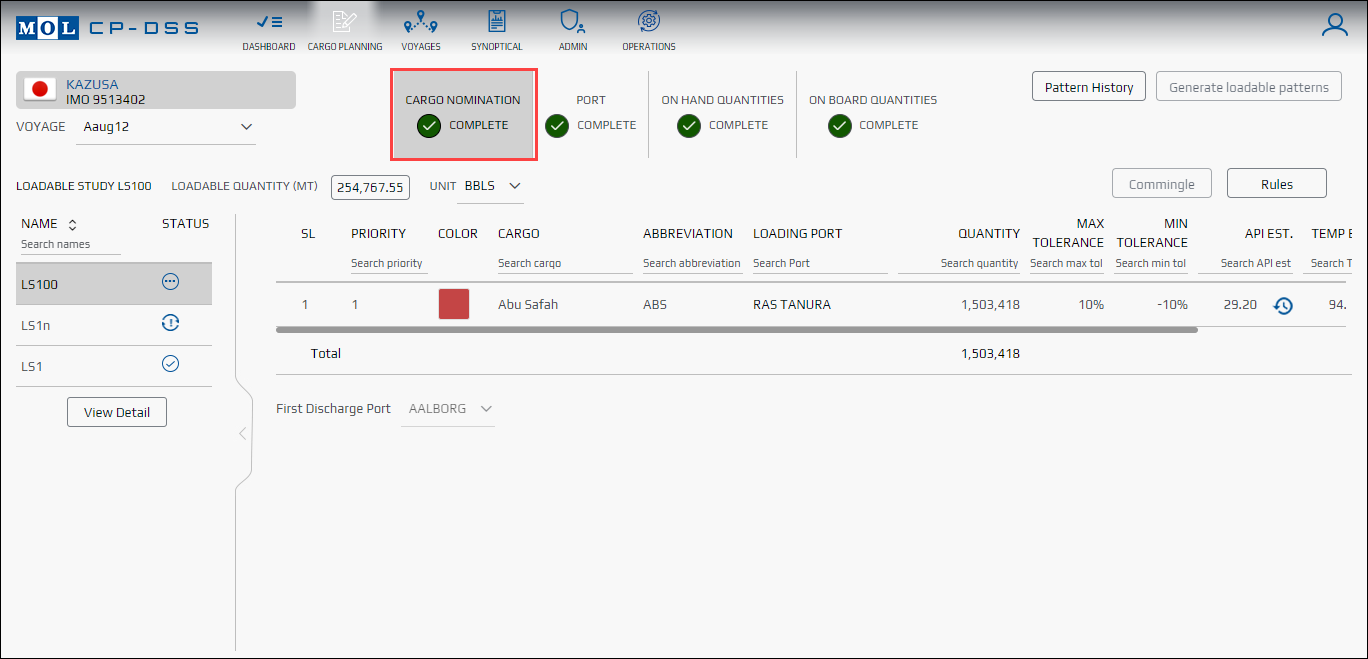 MOL CP-DSS
DASHBOARD CARGO PLANNING VOYAGES SYNOPTICAL ADMIN OPERATIONS
KAZUSA
IMO 9513402
VOYAGE Aaug12
CARGO NOMINATION PORT ON HAND QUANTITIES ON BOARD QUANTITIES
COMPLETE COMPLETE COMPLETE COMPLETE
Pattern History Generate loadable patterns
LOADABLE STUDY LS100 LOADABLE QUANTITY (MT) 254,767.55 UNIT BBLS
Commingle Rules
NAME STATUS
Search names
LS100
LS1n
LS1
View Detail
SL PRIORITY COLOR CARGO ABBREVIATION LOADING PORT QUANTITY MAX TOLERANCE MIN TOLERANCE API EST. TEMP E
Search priority Search cargo Search abbreviation Search Port Search quantity Search max tol Search min tol Search API est Search T
1 1 Abu Safah ABS RAS TANURA 1,503,418 10% -10% 29.20 94.
Total 1,503,418
First Discharge Port AALBORG